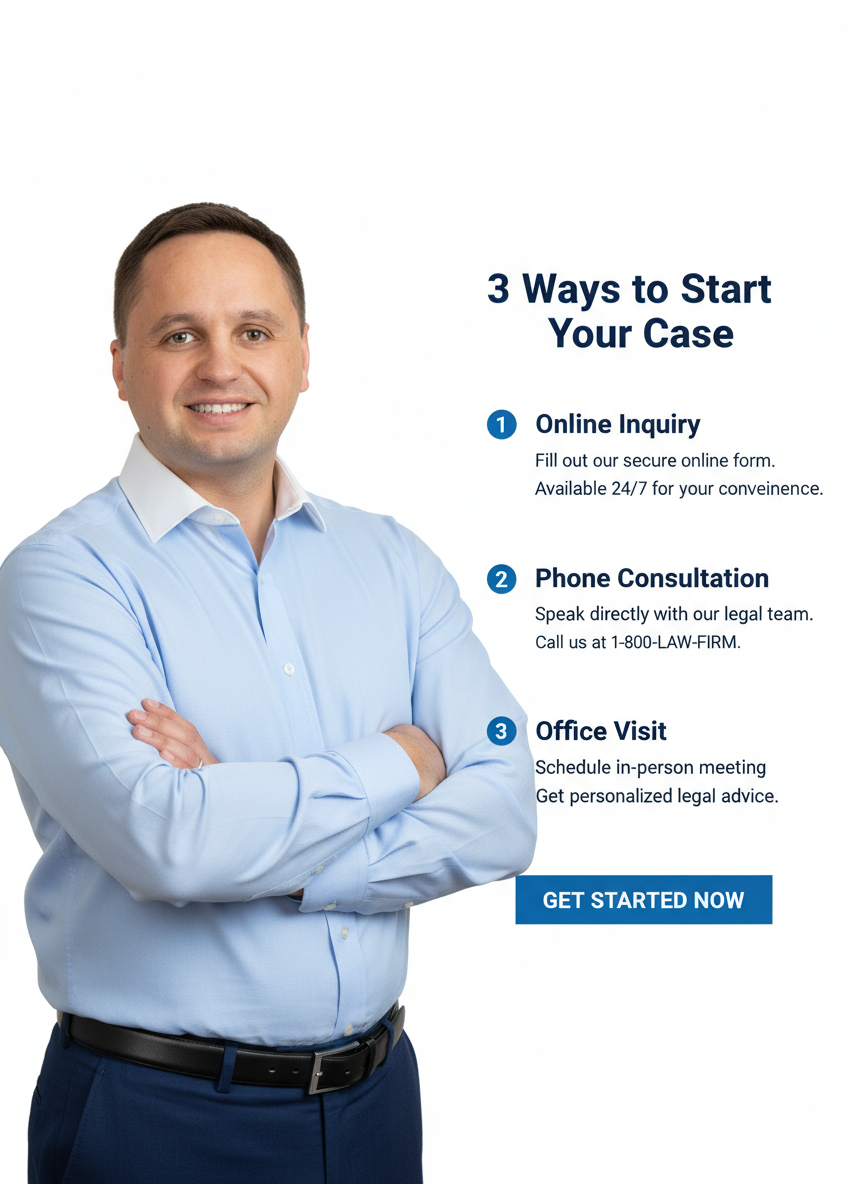 3 Ways to Start
Your Case
1 Online Inquiry
Fill out our secure online form.
Available 24/7 for your conveinence.
2 Phone Consultation
Speak directly with our legal team.
Call us at 1-800-LAW-FIRM.
3 Office Visit
Schedule in-person meeting
Get personalized legal advice.
GET STARTED NOW